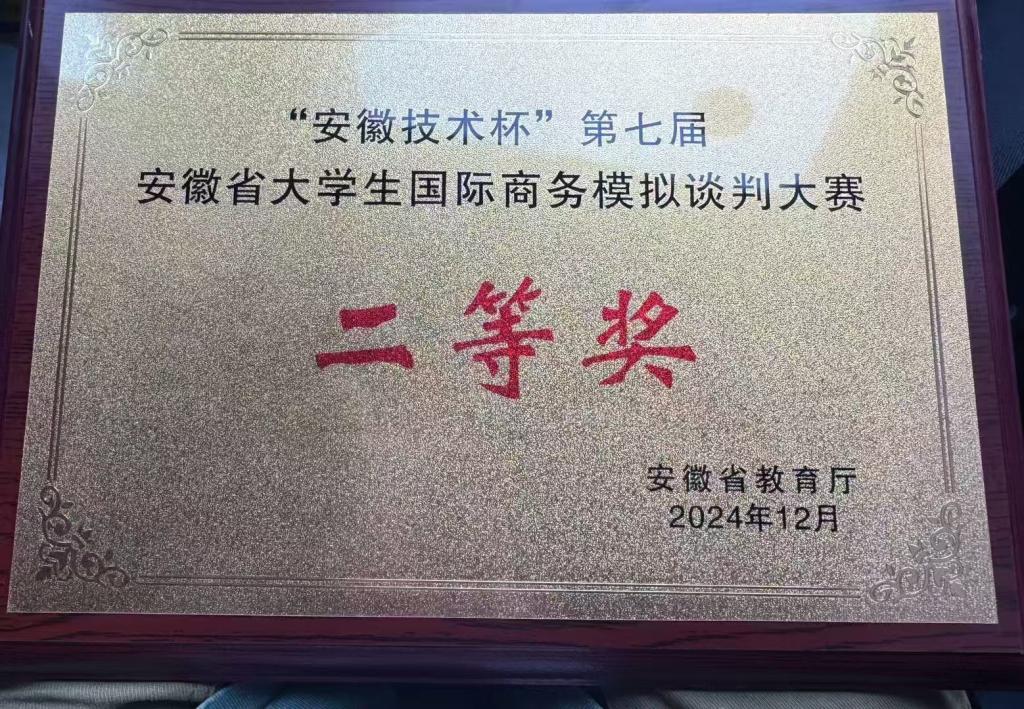 “安徽技术杯”第七届
安徽省大学生国际商务模拟谈判大赛
二等奖
安徽省教育厅
2024年12月